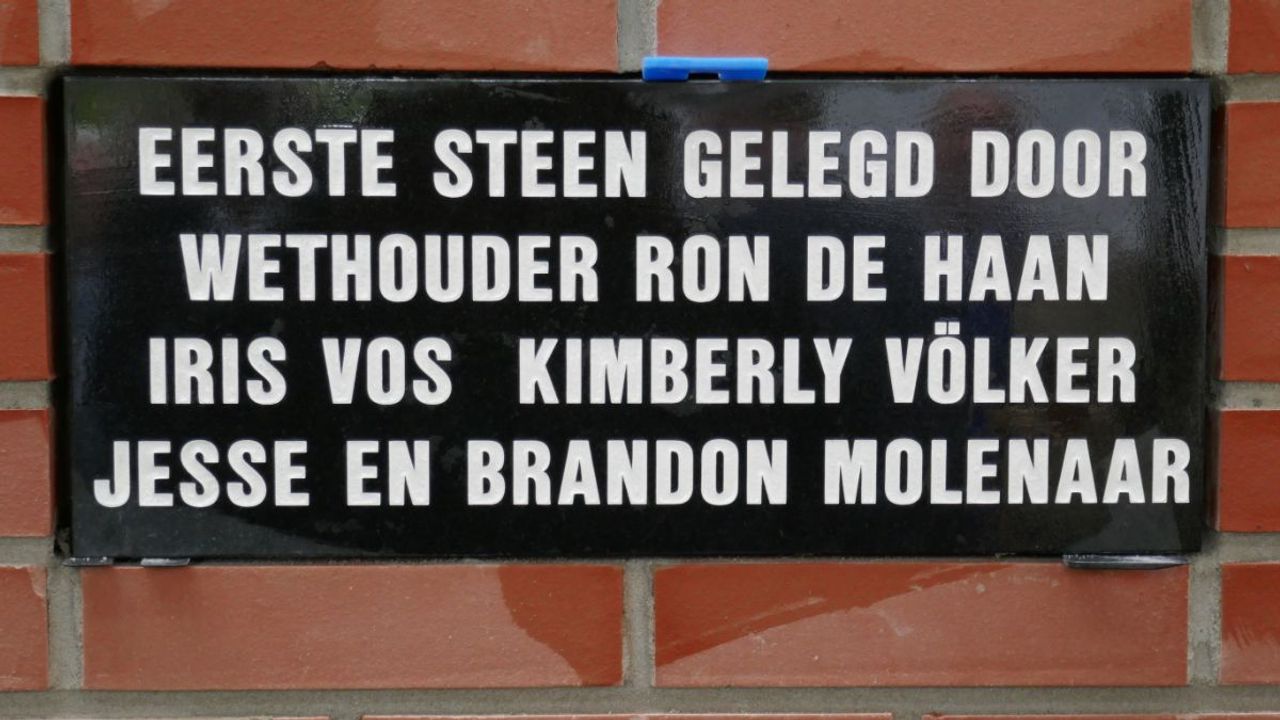 EERSTE STEEN GELEGD DOOR
WETHOUDER RON DE HAAN
IRIS VOS KIMBERLY VÖLKER
JESSE EN BRANDON MOLENAAR